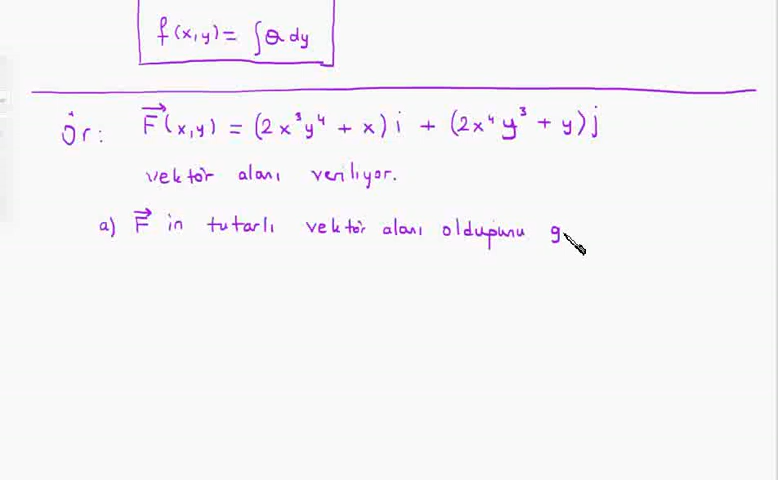 f(x,y) = ∫Q dy
Ör: F⃗(x,y) = (2x³y⁴ + x)i + (2x⁴y³ + y)j
vektör alanı veriliyor.
a) F⃗ in tutarlı vektör alanı olduğunu g